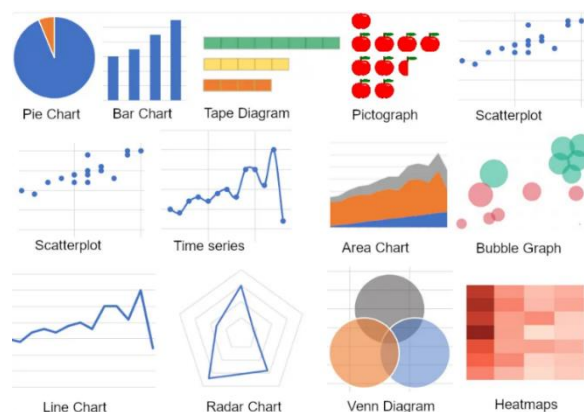 Pie Chart
Bar Chart
Tape Diagram
Pictograph
Scatterplot
Scatterplot
Time series
Area Chart
Bubble Graph
Line Chart
Radar Chart
Venn Diagram
Heatmaps